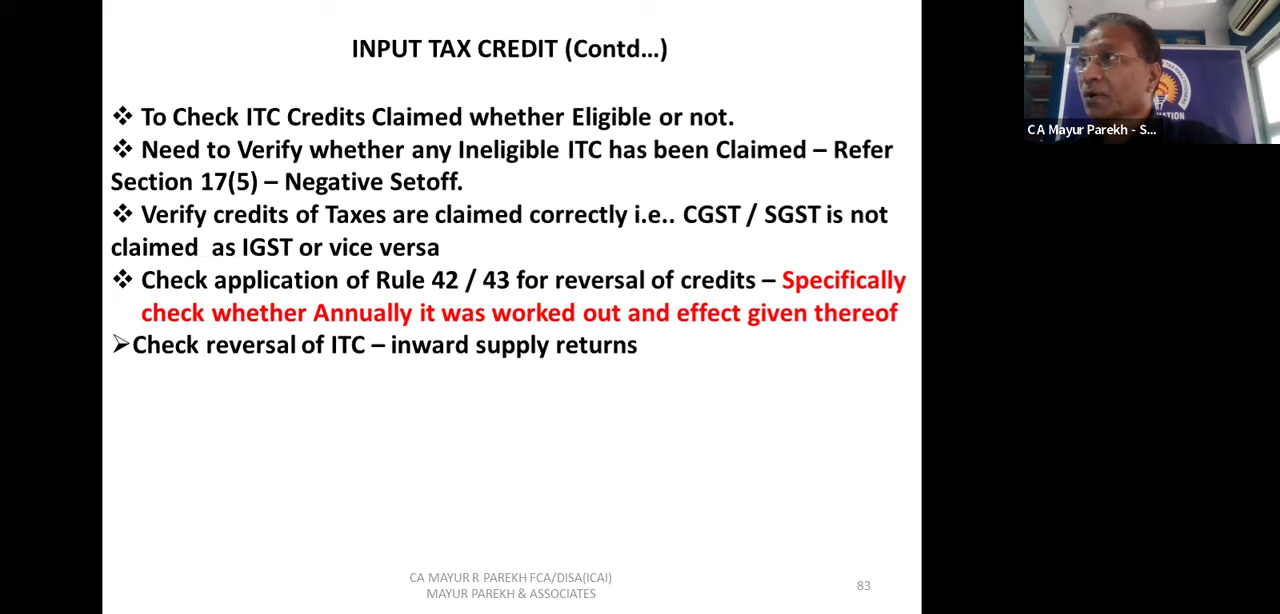 INPUT TAX CREDIT (Contd...)
❖ To Check ITC Credits Claimed whether Eligible or not.
❖ Need to Verify whether any Ineligible ITC has been Claimed – Refer
Section 17(5) – Negative Setoff.
❖ Verify credits of Taxes are claimed correctly i.e.. CGST / SGST is not
claimed as IGST or vice versa
❖ Check application of Rule 42 / 43 for reversal of credits – Specifically
check whether Annually it was worked out and effect given thereof
➢Check reversal of ITC – inward supply returns
CA MAYUR R PAREKH FCA/DISA(ICAI)
MAYUR PAREKH & ASSOCIATES
83
C A Mayur Parekh - S...